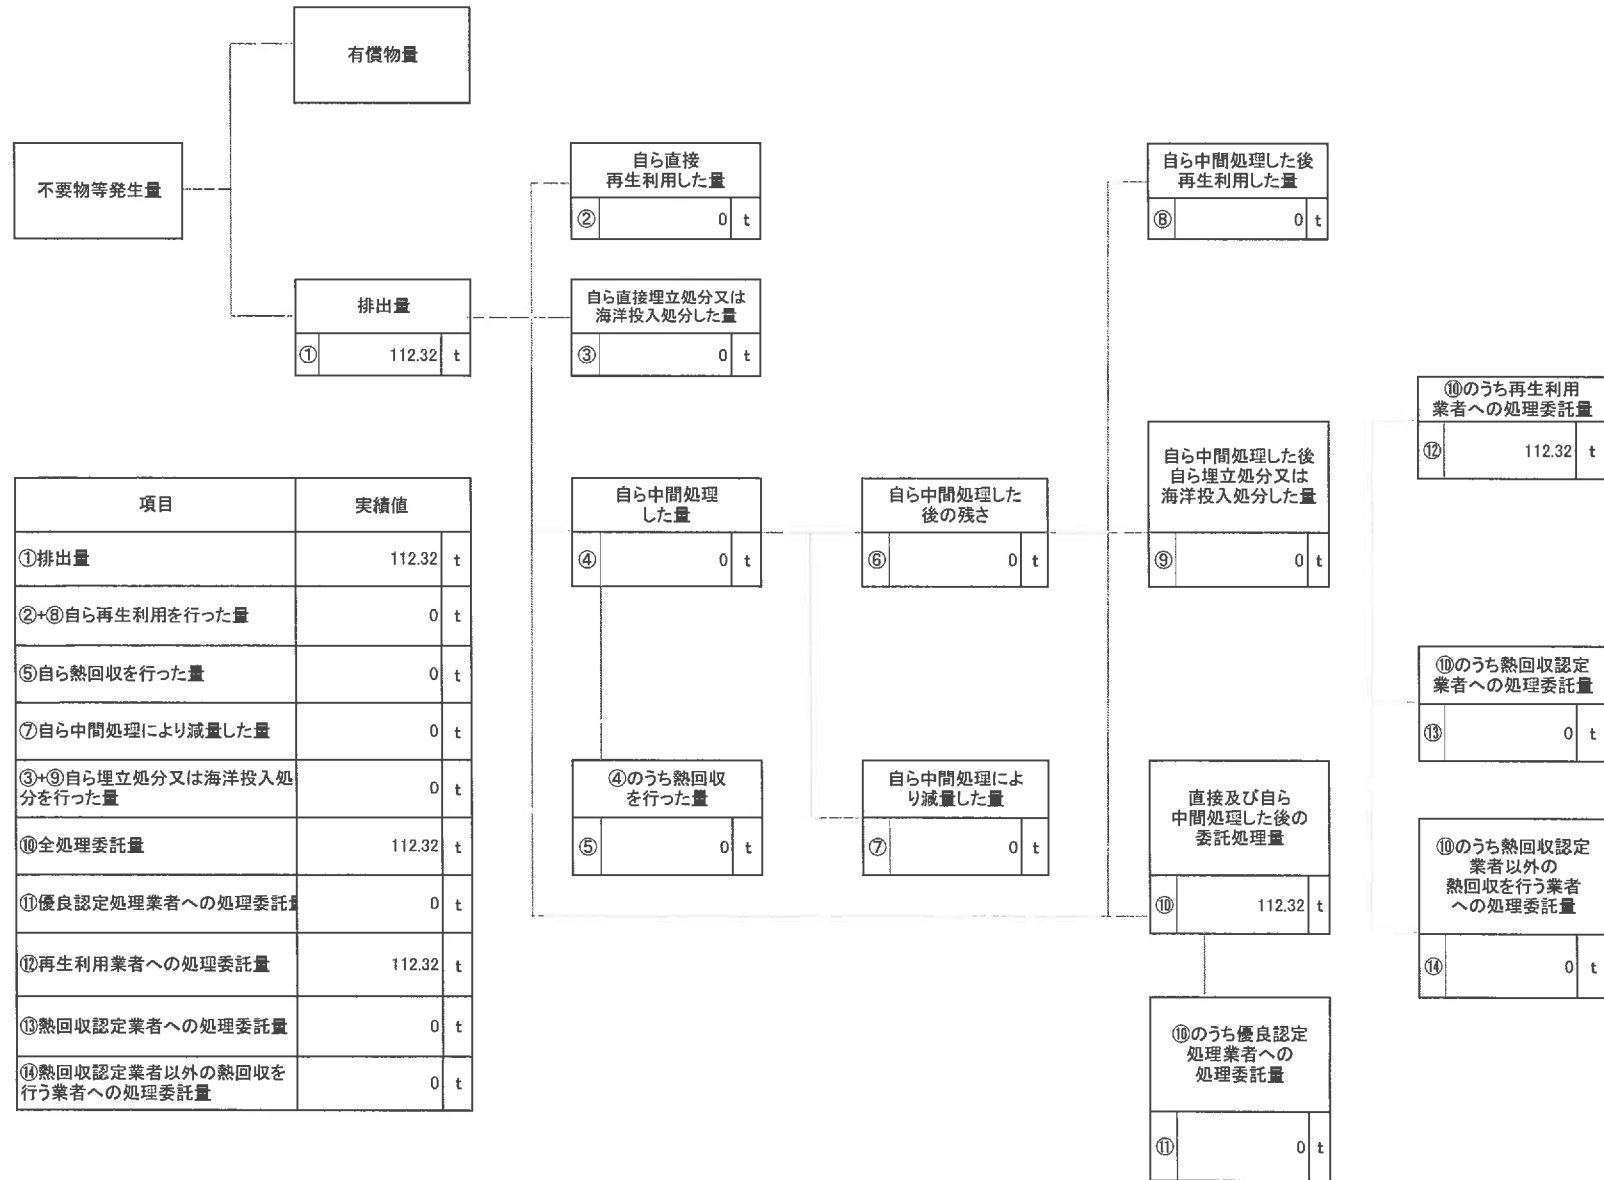 有償物量
不要物等発生量
排出量
① 112.32 t
自ら直接
再生利用した量
② 0 t
自ら直接埋立処分又は
海洋投入処分した量
③ 0 t
自ら中間処理
した量
④ 0 t
④のうち熱回収
を行った量
⑤ 0 t
自ら中間処理した
後の残さ
⑥ 0 t
自ら中間処理によ
り減量した量
⑦ 0 t
自ら中間処理した後
再生利用した量
⑧ 0 t
自ら中間処理した後
自ら埋立処分又は
海洋投入処分した量
⑨ 0 t
直接及び自ら
中間処理した後の
委託処理量
⑩ 112.32 t
⑩のうち優良認定
処理業者への
処理委託量
⑪ 0 t
⑩のうち再生利用
業者への処理委託量
⑫ 112.32 t
⑩のうち熱回収認定
業者への処理委託量
⑬ 0 t
⑩のうち熱回収認定
業者以外の
熱回収を行う業者
への処理委託量
⑭ 0 t
項目 実績値
①排出量 112.32 t
②+⑧自ら再生利用を行った量 0 t
⑤自ら熱回収を行った量 0 t
⑦自ら中間処理により減量した量 0 t
③+⑨自ら埋立処分又は海洋投入処
分を行った量 0 t
⑩全処理委託量 112.32 t
⑪優良認定処理業者への処理委託量 0 t
⑫再生利用業者への処理委託量 112.32 t
⑬熱回収認定業者への処理委託量 0 t
⑭熱回収認定業者以外の熱回収を
行う業者への処理委託量 0 t